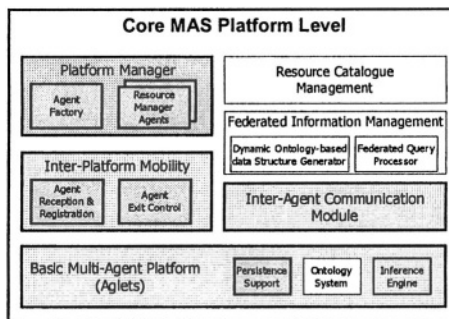 Core MAS Platform Level
Platform Manager
Agent
Factory
Resource
Manager
Agents
Resource Catalogue
Management
Federated Information Management
Dynamic Ontology-based
data Structure Generator
Federated Query
Processor
Inter-Platform Mobility
Agent
Reception &
Registration
Agent
Exit Control
Inter-Agent Communication
Module
Basic Multi-Agent Platform
(Aglets)
Persistence
Support
Ontology
System
Inference
Engine